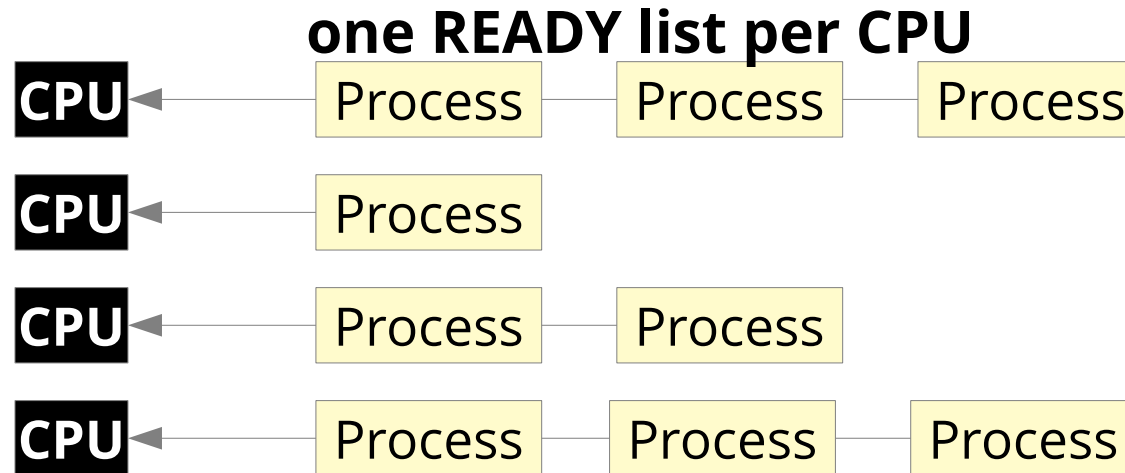 one READY list per CPU
CPU Process Process Process
CPU Process
CPU Process Process
CPU Process Process Process